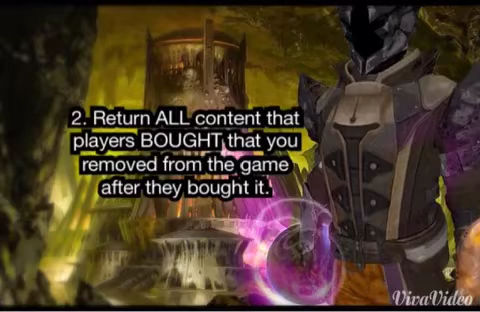 2. Return ALL content that
players BOUGHT that you
removed from the game
after they bought it.
VivaVideo